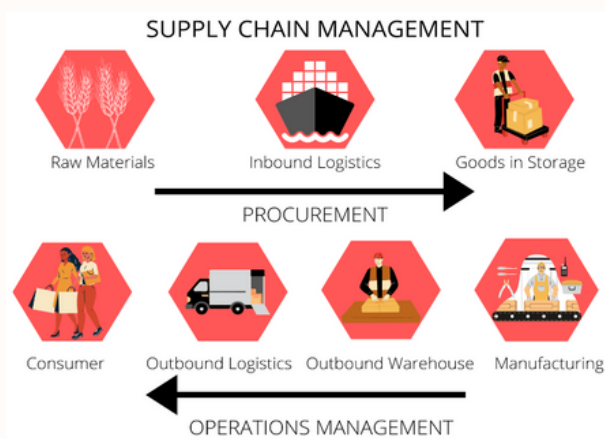 SUPPLY CHAIN MANAGEMENT
Raw Materials
Inbound Logistics
Goods in Storage
PROCUREMENT
Consumer
Outbound Logistics
Outbound Warehouse
Manufacturing
OPERATIONS MANAGEMENT